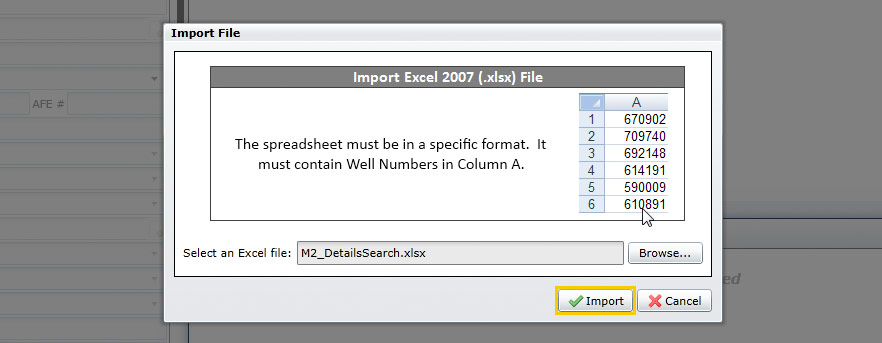 Import File
Import Excel 2007 (.xlsx) File
The spreadsheet must be in a specific format. It
must contain Well Numbers in Column A.
A
1 670902
2 709740
3 692148
4 614191
5 590009
6 610891
AFE #
Select an Excel file: M2_DetailsSearch.xlsx Browse...
Import Cancel